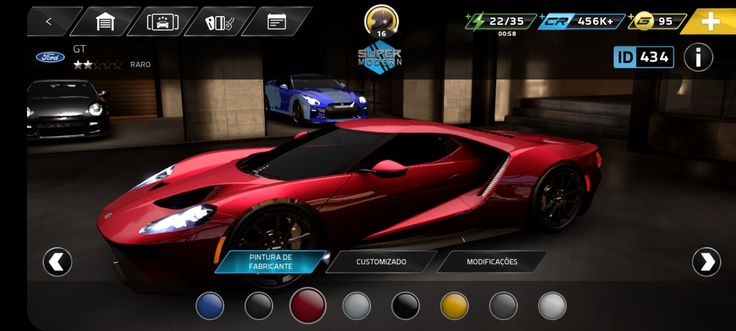 16
22/35
00:58
CR 456K+
G 95
Ford
GT
RARO
SUPER
MODERN
ID 434
i
PINTURA DE
FABRICANTE
CUSTOMIZADO
MODIFICAÇÕES